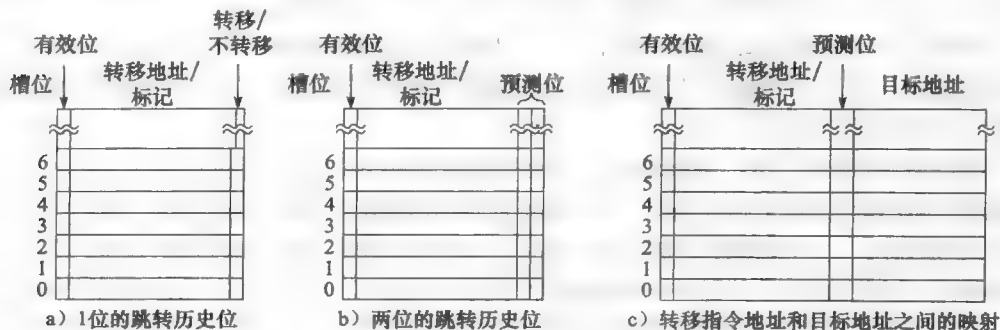 转移/
不转移
有效位
转移地址/
标记
槽位
6
5
4
3
2
1
0
a）1位的跳转历史位
有效位
转移地址/
标记
预测位
槽位
6
5
4
3
2
1
0
b）两位的跳转历史位
有效位
预测位
转移地址/
标记
目标地址
槽位
6
5
4
3
2
1
0
c）转移指令地址和目标地址之间的映射